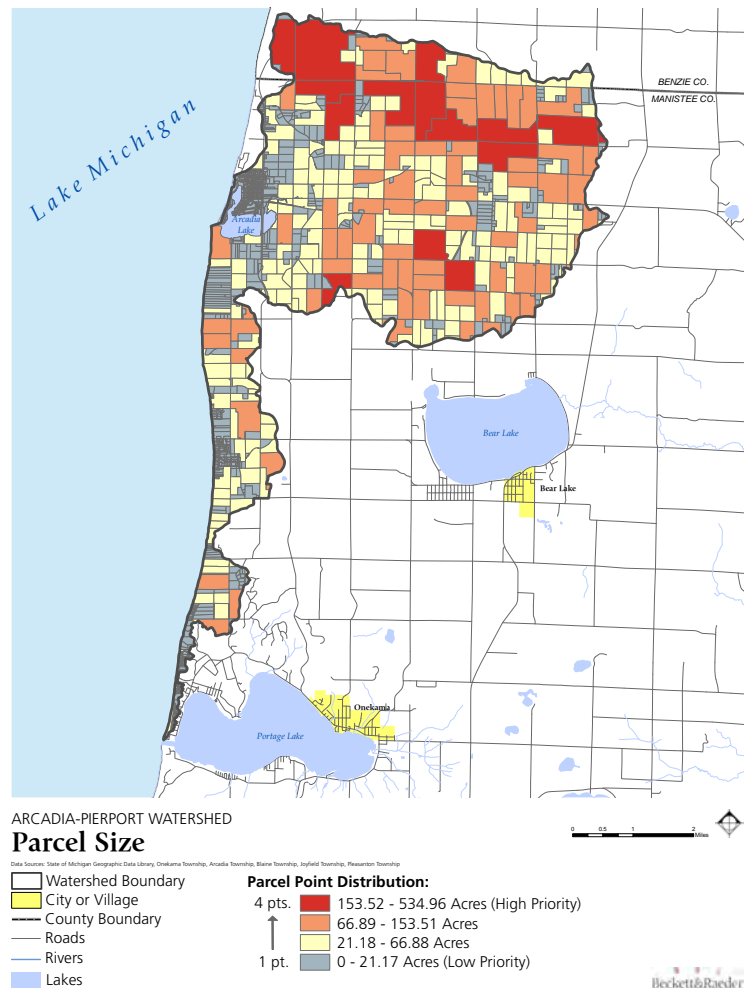 BENZIE CO.
MANISTEE CO.
Lake Michigan
Arcadia
Lake
Bear Lake
Bear Lake
Onekama
Portage Lake
ARCADIA-PIERPORT WATERSHED
Parcel Size
Data Sources: State of Michigan Geographic Data Library, Onekama Township, Arcadia Township, Blaine Township, Joyfield Township, Pleasanton Township
0 0.5 1 2
Miles
Watershed Boundary
City or Village
County Boundary
Roads
Rivers
Lakes
Parcel Point Distribution:
4 pts. 153.52 - 534.96 Acres (High Priority)
66.89 - 153.51 Acres
21.18 - 66.88 Acres
1 pt. 0 - 21.17 Acres (Low Priority)
Beckett&Raeder